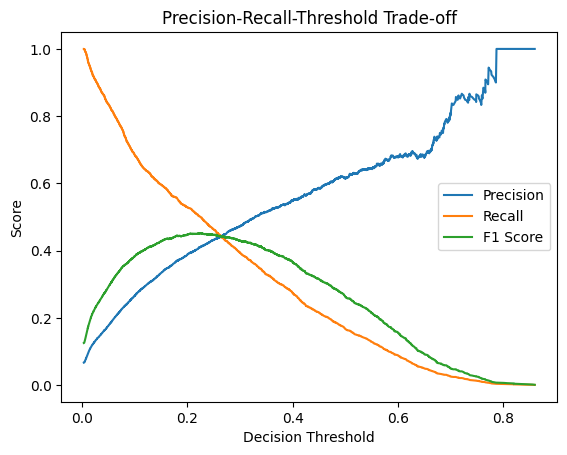 Precision-Recall-Threshold Trade-off
Score
1.0
0.8
0.6
0.4
0.2
0.0
Precision
Recall
F1 Score
0.0 0.2 0.4 0.6 0.8
Decision Threshold